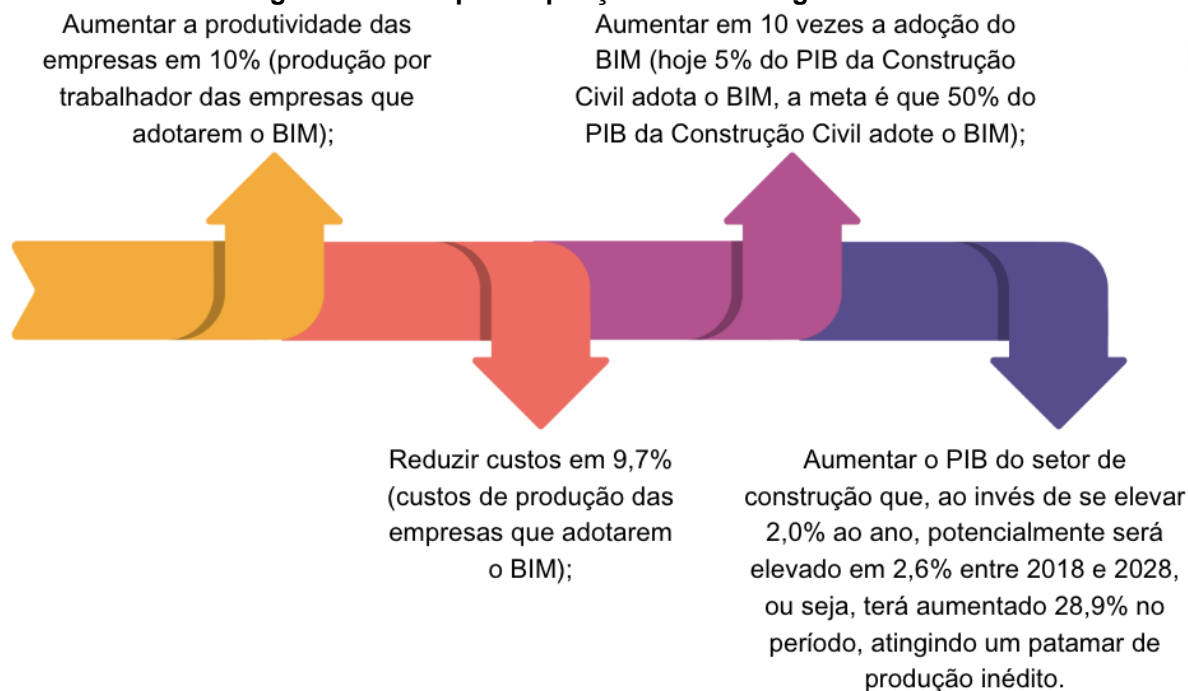 Aumentar a produtividade das
empresas em 10% (produção por
trabalhador das empresas que
adotarem o BIM);
Reduzir custos em 9,7%
(custos de produção das
empresas que adotarem
o BIM);
Aumentar em 10 vezes a adoção do
BIM (hoje 5% do PIB da Construção
Civil adota o BIM, a meta é que 50% do
PIB da Construção Civil adote o BIM);
Aumentar o PIB do setor de
construção que, ao invés de se elevar
2,0% ao ano, potencialmente será
elevado em 2,6% entre 2018 e 2028,
ou seja, terá aumentado 28,9% no
período, atingindo um patamar de
produção inédito.